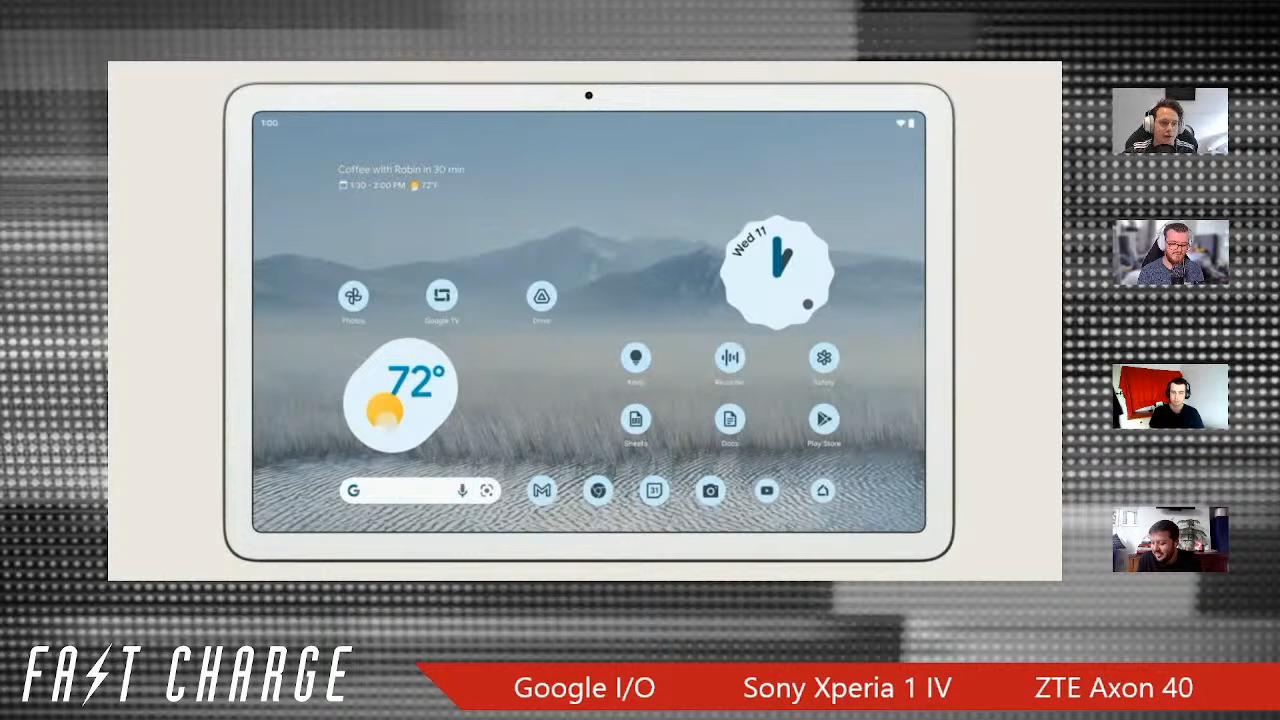 1:00
Coffee with Robin in 30 min
1:30 - 2:00 PM 72°F
Wed 11
Photos
Google TV
Drive
72°
Keep
Recorder
Safety
Sheets
Docs
Play Store
G
31
FAST CHARGE
Google I/O
Sony Xperia 1 IV
ZTE Axon 40